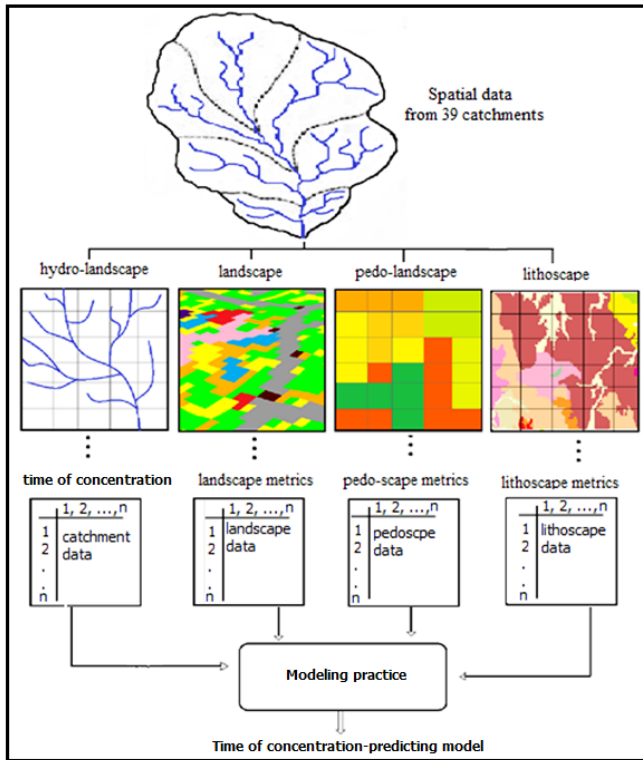 Spatial data
from 39 catchments
hydro-landscape
landscape
pedo-landscape
lithoscape
time of concentration
landscape metrics
pedo-scape metrics
lithoscape metrics
1, 2, ...,n
1
2
.
.
n
catchment
data
1, 2, ...,n
1
2
.
.
n
landscape
data
1, 2, ...,n
1
2
.
.
n
pedoscpe
data
1, 2, ...,n
1
2
.
.
n
lithoscape
data
Modeling practice
Time of concentration-predicting model